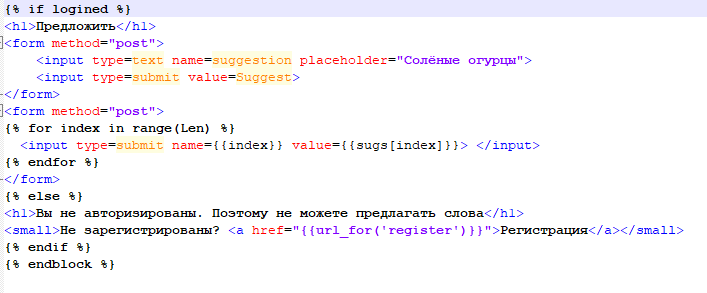 {% if logined %}
<h1>Предложить</h1>
<form method="post">
    <input type=text name=suggestion placeholder="Солёные огурцы">
    <input type=submit value=Suggest>
</form>
<form method="post">
{% for index in range(Len) %}
  <input type=submit name={{index}} value={{sugs[index]}}> </input>
{% endfor %}
</form>
{% else %}
<h1>Вы не авторизированы. Поэтому не можете предлагать слова</h1>
<small>Не зарегистрированы? <a href="{{url_for('register')}}">Регистрация</a></small>
{% endif %}
{% endblock %}